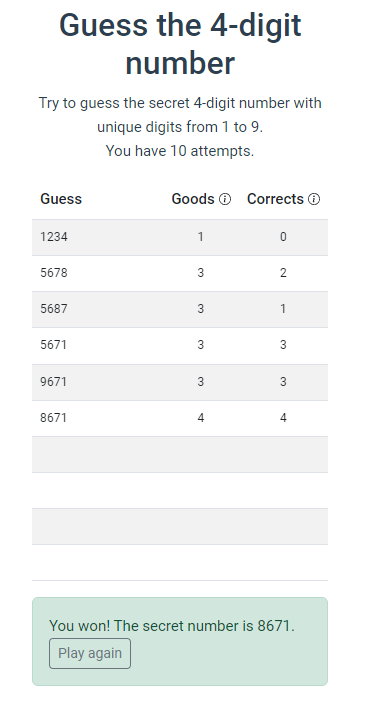 Guess the 4-digit
number
Try to guess the secret 4-digit number with
unique digits from 1 to 9.
You have 10 attempts.
Guess Goods Corrects
1234 1 0
5678 3 2
5687 3 1
5671 3 3
9671 3 3
8671 4 4
You won! The secret number is 8671.
Play again